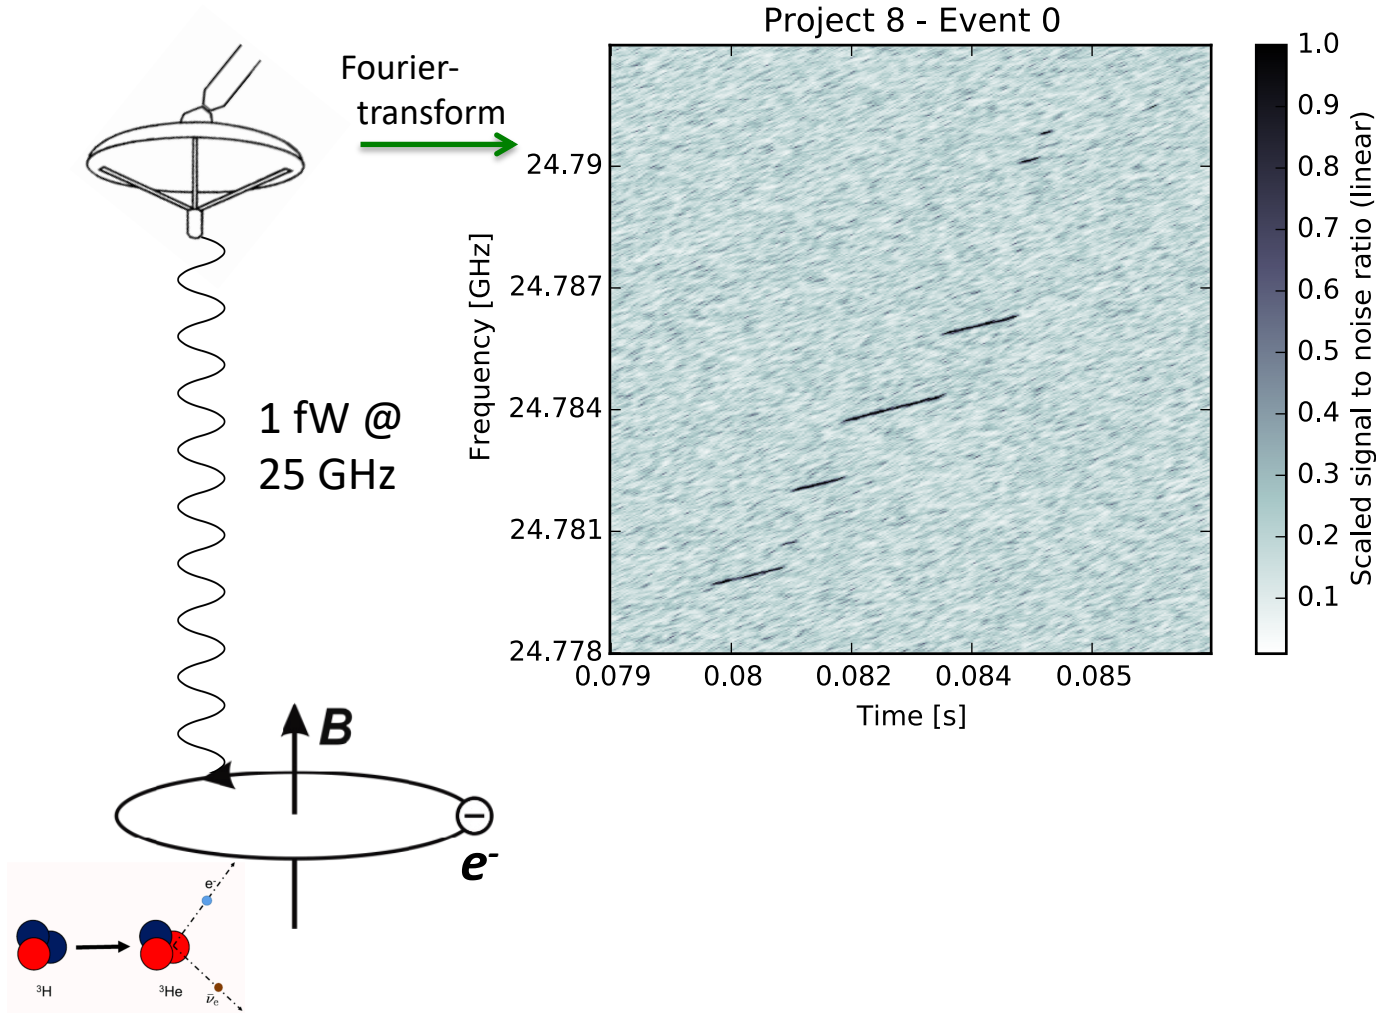 Project 8 - Event 0
Fourier-
transform
1 fW @
25 GHz
Frequency [GHz]
24.79
24.787
24.784
24.781
24.778
0.079 0.08 0.082 0.084 0.085
Time [s]
1.0
0.9
0.8
0.7
0.6
0.5
0.4
0.3
0.2
0.1
Scaled signal to noise ratio (linear)
B
−
e⁻
e⁻
³H
³He
ν̄e